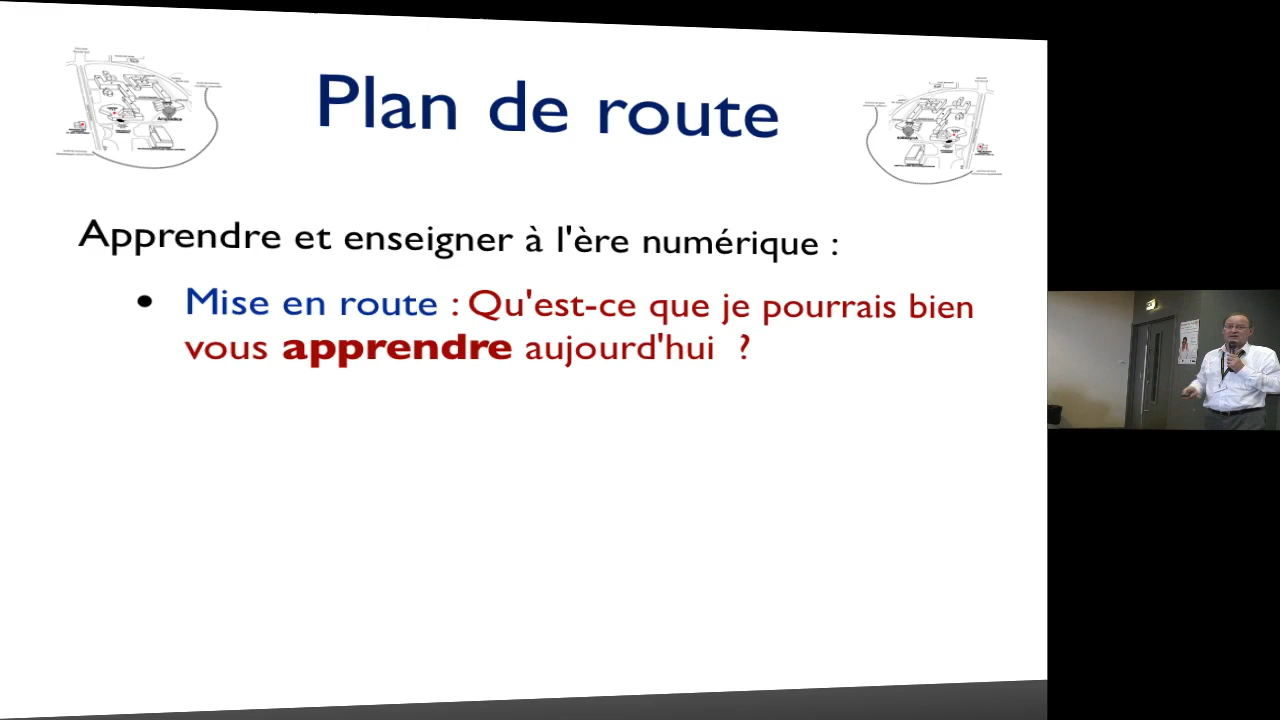 Plan de route
Apprendre et enseigner à l'ère numérique :
• Mise en route : Qu'est-ce que je pourrais bien
vous apprendre aujourd'hui ?